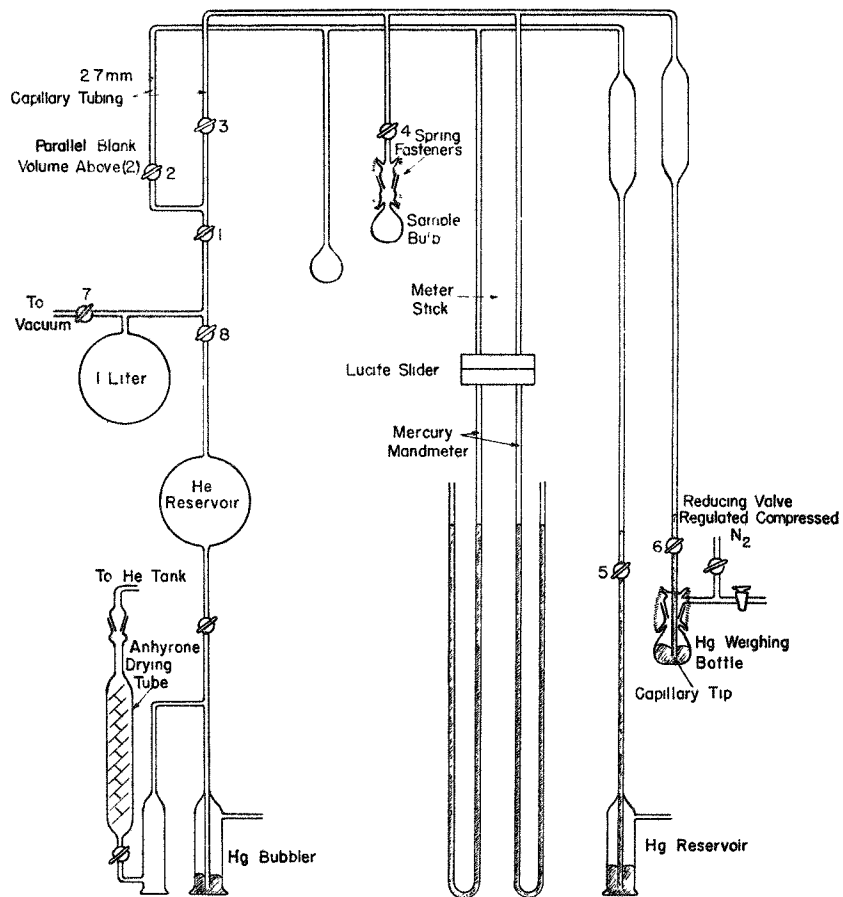 2 7mm
Capillary Tubing
3
4
Spring
Fasteners
Parallel Blank
Volume Above(2)
2
Sample
Bulb
1
7
To
Vacuum
8
1 Liter
Meter
Stick
Lucite Slider
Mercury
Mandmeter
He
Reservoir
Reducing Valve
Regulated Compressed
N2
6
5
To He Tank
Anhyrone
Drying
Tube
Hg Weighing
Bottle
Capillary Tip
Hg Bubbler
Hg Reservoir